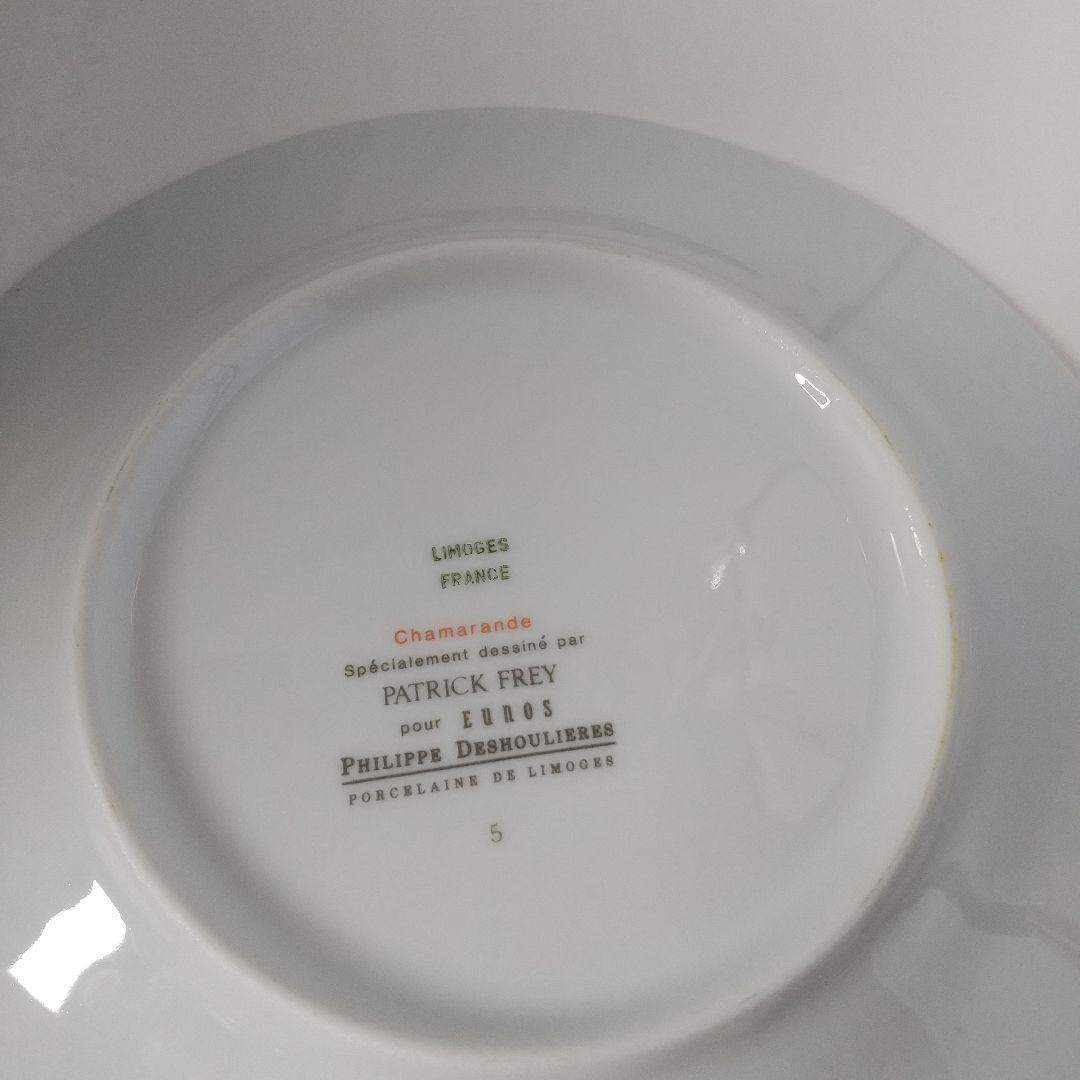 LIMOGES
FRANCE
Chamarande
Spécialement dessiné par
PATRICK FREY
pour EUNOS
PHILIPPE DESHOULIERES
PORCELAINE DE LIMOGES
5